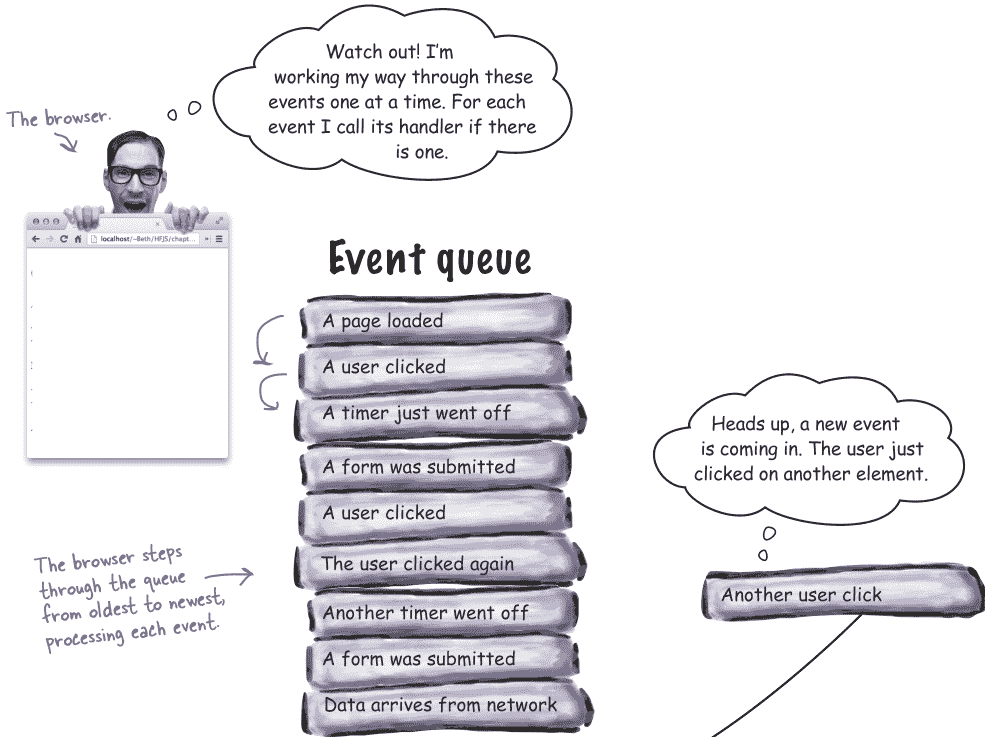 Watch out! I'm
working my way through these
events one at a time. For each
event I call its handler if there
is one.
The browser.
localhost/~Beth/HFJS/chapt...
Event queue
A page loaded
A user clicked
A timer just went off
A form was submitted
A user clicked
The user clicked again
Another timer went off
A form was submitted
Data arrives from network
The browser steps
through the queue
from oldest to newest,
processing each event.
Heads up, a new event
is coming in. The user just
clicked on another element.
Another user click